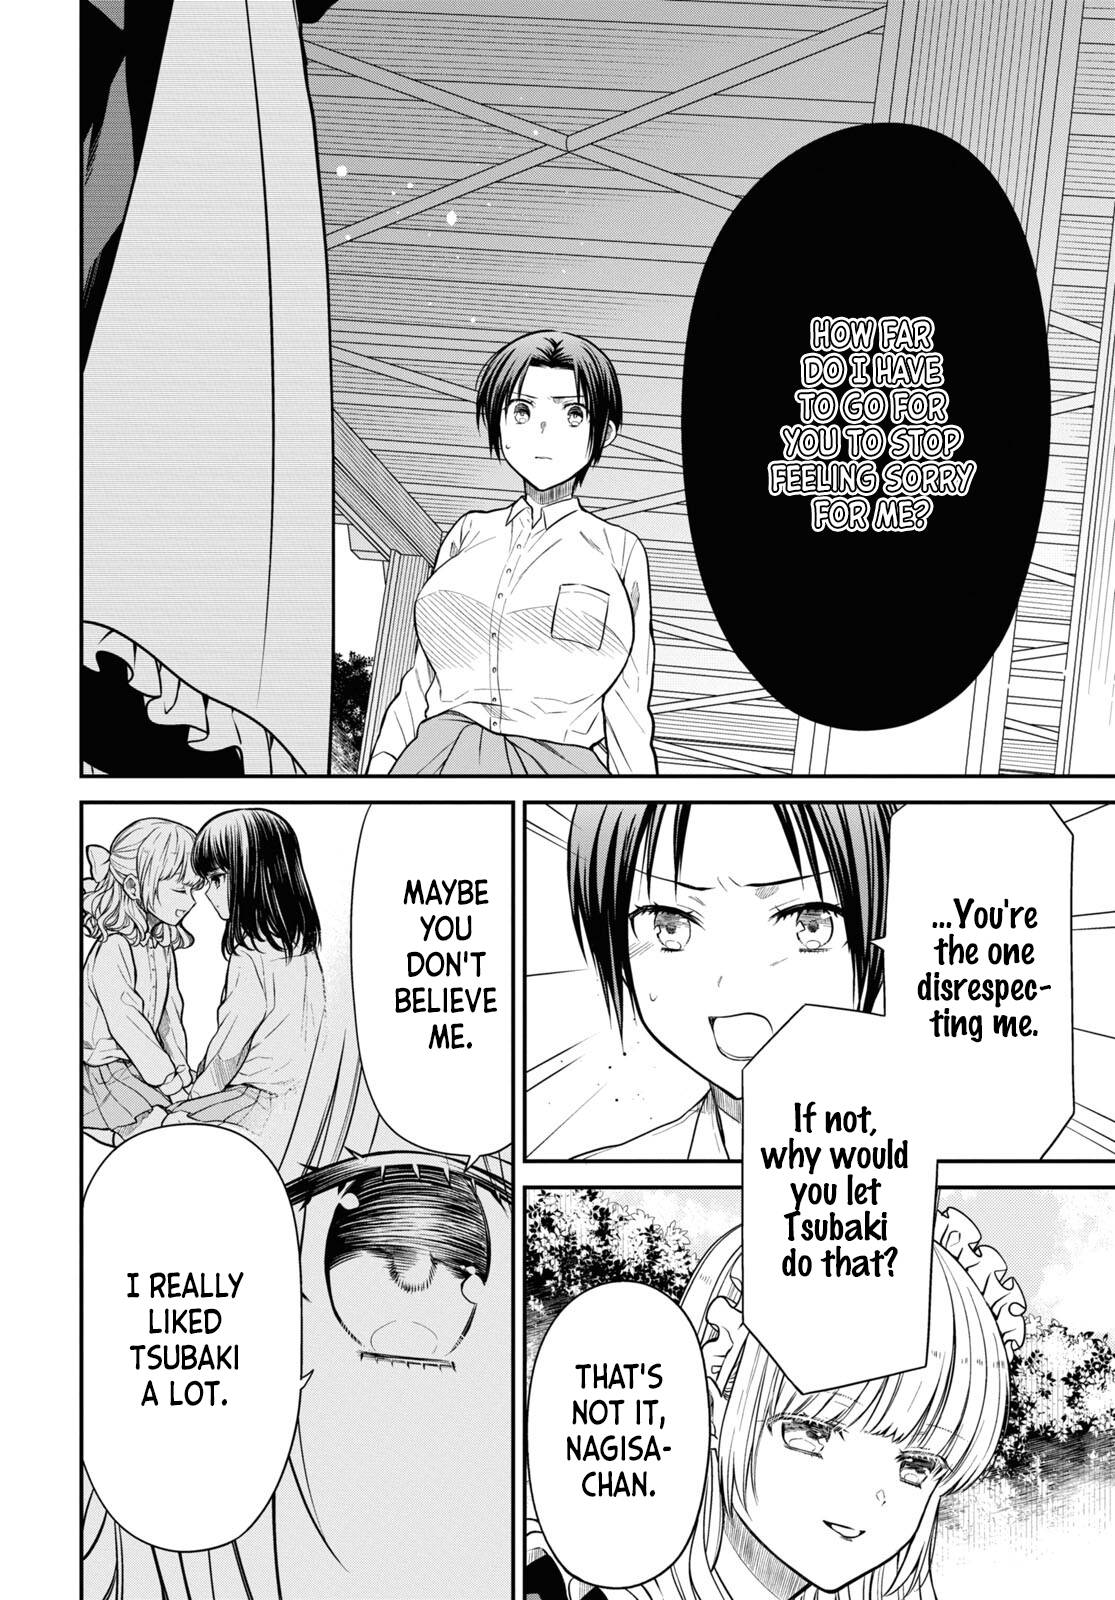 HOW FAR
DO I HAVE
TO GO FOR
YOU TO STOP
FEELING SORRY
FOR ME?
...You're
the one
disrespec-
ting me.
If not,
why would
you let
Tsubaki
do that?
THAT'S
NOT IT,
NAGISA-
CHAN.
MAYBE
YOU
DON'T
BELIEVE
ME.
I REALLY
LIKED
TSUBAKI
A LOT.